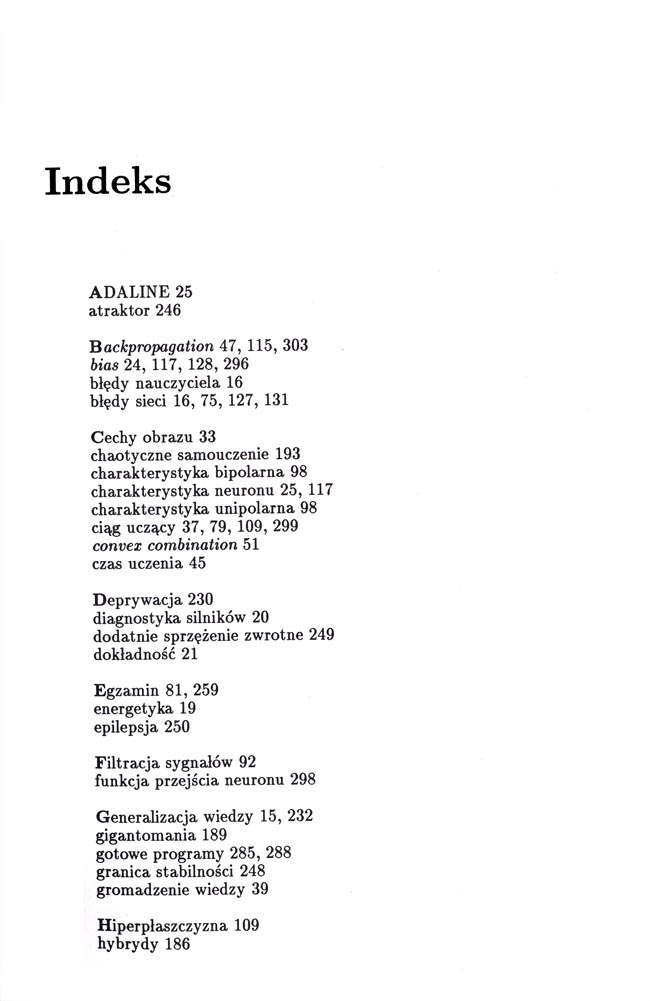 Indeks
ADALINE 25
atraktor 246
Backpropagation 47, 115, 303
bias 24, 117, 128, 296
błędy nauczyciela 16
błędy sieci 16, 75, 127, 131
Cechy obrazu 33
chaotyczne samouczenie 193
charakterystyka bipolarna 98
charakterystyka neuronu 25, 117
charakterystyka unipolarna 98
ciąg uczący 37, 79, 109, 299
convex combination 51
czas uczenia 45
Deprywacja 230
diagnostyka silników 20
dodatnie sprzężenie zwrotne 249
dokładność 21
Egzamin 81, 259
energetyka 19
epilepsja 250
Filtracja sygnałów 92
funkcja przejścia neuronu 298
Generalizacja wiedzy 15, 232
gigantomania 189
gotowe programy 285, 288
granica stabilności 248
gromadzenie wiedzy 39
Hiperpłaszczyzna 109
hybrydy 186